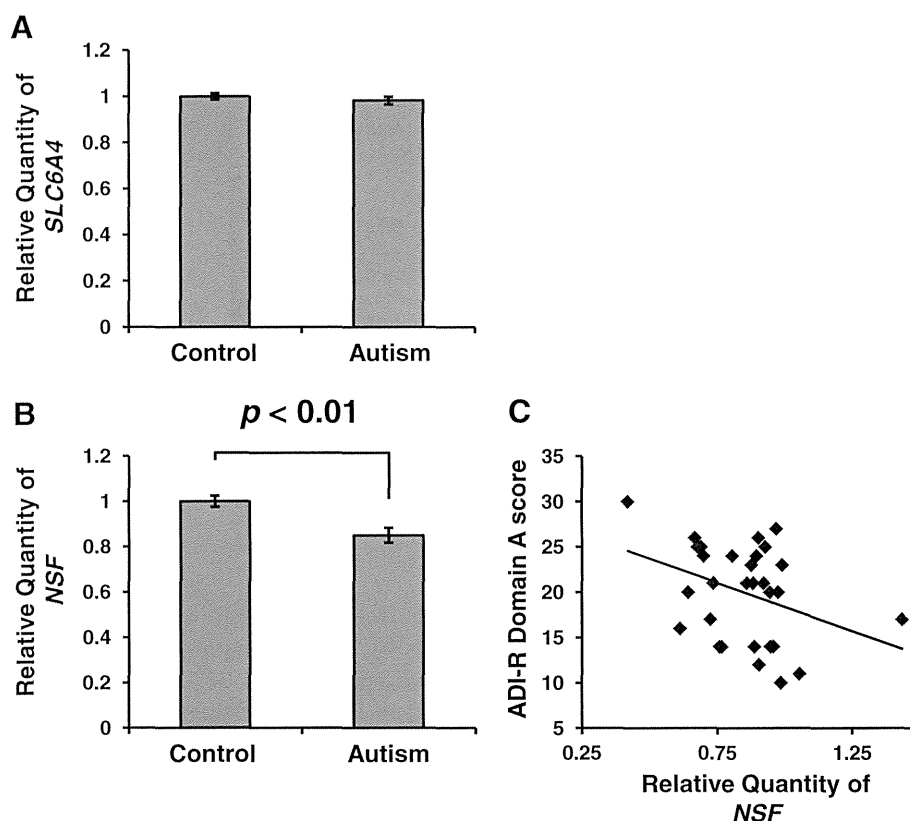 A
Relative Quantity of
SLC6A4
1.2
1
0.8
0.6
0.4
0.2
0
Control
Autism
B
p < 0.01
Relative Quantity of
NSF
1.2
1
0.8
0.6
0.4
0.2
0
Control
Autism
C
ADI-R Domain A score
35
30
25
20
15
10
5
0.25
0.75
1.25
Relative Quantity of
NSF